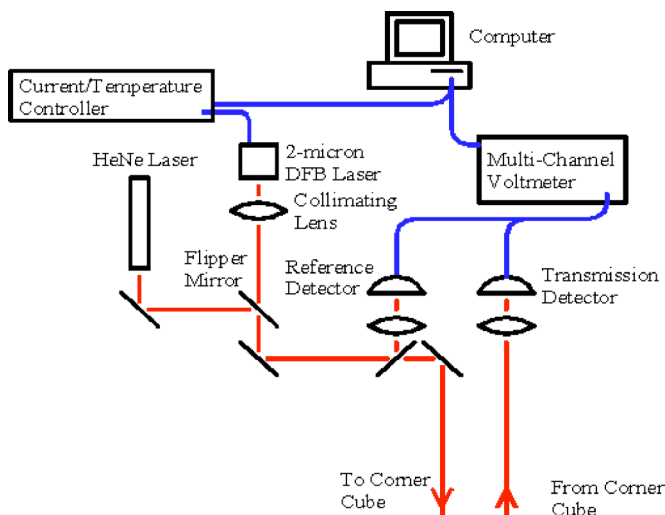 Computer
Current/Temperature
Controller
HeNe Laser
2-micron
DFB Laser
Multi-Channel
Voltmeter
Collimating
Lens
Flipper
Mirror
Reference
Detector
Transmission
Detector
To Corner
Cube
From Corner
Cube